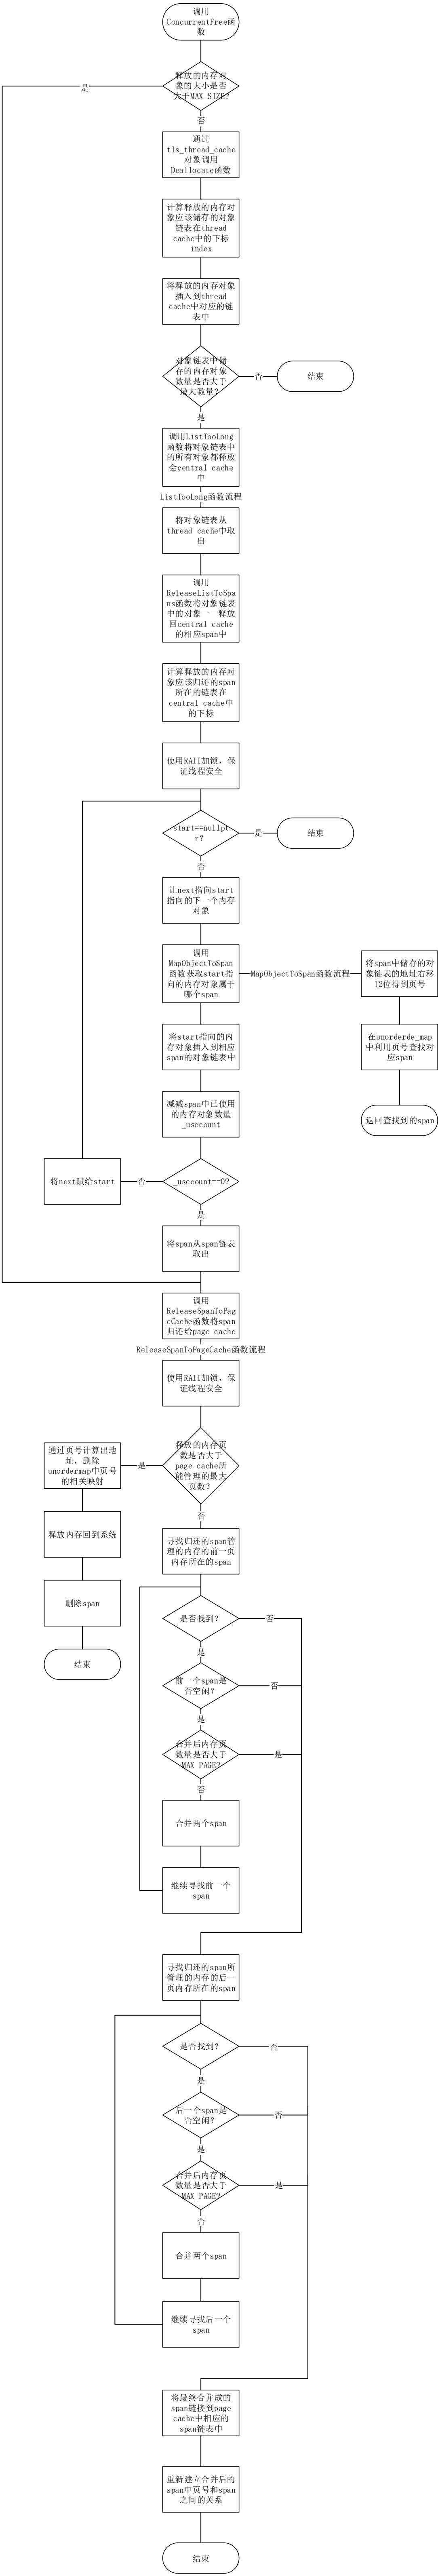 调用
ConcurrentFree函
数
释放的内存对
象的大小是否
大于MAX_SIZE?
是
否
通过
tls_thread_cache
对象调用
Deallocate函数
计算释放的内存对
象应该储存的对象
链表在thread
cache中的下标
index
将释放的内存对象
插入到thread
cache中对应的链
表中
对象链表中储
存的内存对象
数量是否大于
最大数量?
否
结束
是
调用ListTooLong
函数将对象链表中
的所有对象都释放
会central cache
中
ListTooLong函数流程
将对象链表从
thread cache中取
出
调用
ReleaseListToSpa
ns函数将对象链表
中的对象一一释放
回central cache
的相应span中
计算释放的内存对
象应该归还的span
所在的链表在
central cache中
的下标
使用RAII加锁，保
证线程安全
start==nullpt
r?
是
结束
否
让next指向start
指向的下一个内存
对象
调用
MapObjectToSpan
函数获取start指
向的内存对象属于
哪个span
MapObjectToSpan函数流程
将span中储存的对
象链表的地址右移
12位得到页号
将start指向的内
存对象插入到相应
span的对象链表中
在unorderde_map
中利用页号查找对
应span
减减span中已使用
的内存对象数量
_usecount
返回查找到的span
将next赋给start
否
_usecount==0?
是
将span从span链表
取出
调用
ReleaseSpanToPag
eCache函数将span
归还给page cache
ReleaseSpanToPageCache函数流程
使用RAII加锁，保
证线程安全
释放的内存页
数是否大于
page cache所
能管理的最大
页数?
是
通过页号计算出地
址，删除
unordermap中页号
的相关映射
否
释放内存回到系统
寻找归还的span管
理的内存的前一页
内存所在的span
删除span
是否找到?
否
结束
是
前一个span是
否空闲?
否
是
合并后内存页
数量是否大于
MAX_PAGE?
是
否
合并两个span
继续寻找前一个
span
寻找归还的span所
管理的内存的后一
页内存所在的span
是否找到?
否
是
后一个span是
否空闲?
否
是
合并后内存页
数量是否大于
MAX_PAGE?
是
否
合并两个span
继续寻找后一个
span
将最终合并成的
span链接到page
cache中相应的
span链表中
重新建立合并后的
span中页号和span
之间的关系
结束